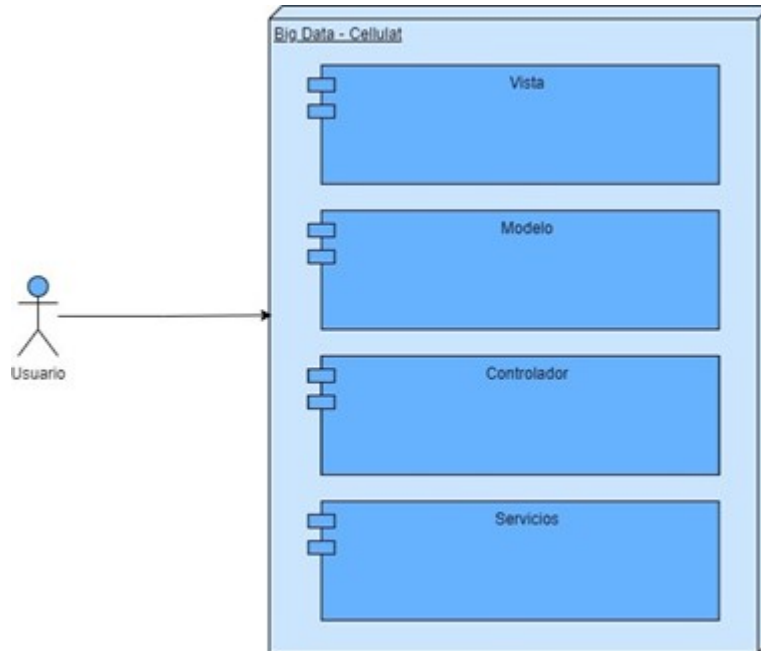 Big Data - Cellulat
Vista
Modelo
Usuario
Controlador
Servicios